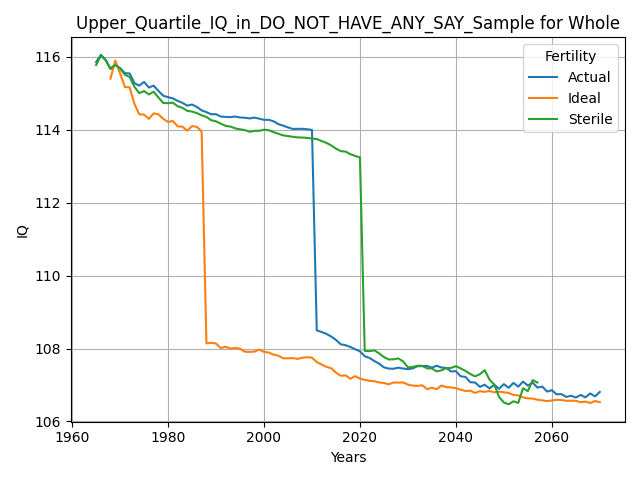 Upper_Quartile_IQ_in_DO_NOT_HAVE_ANY_SAY_Sample for Whole
Fertility
Actual
Ideal
Sterile
116
114
112
110
108
106
IQ
1960
1980
2000
2020
2040
2060
Years